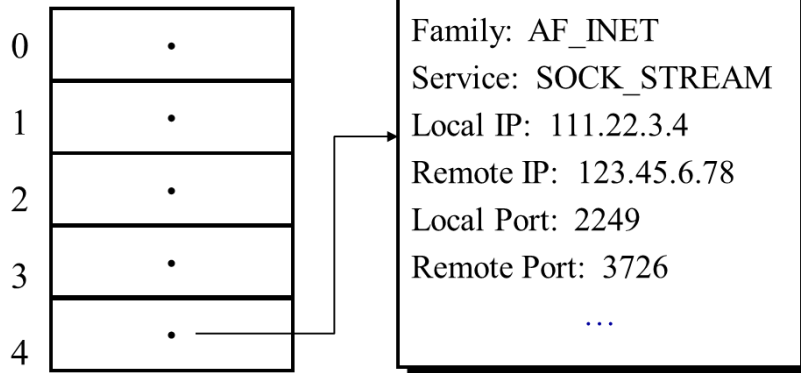 0
1
2
3
4
Family: AF_INET
Service: SOCK_STREAM
Local IP: 111.22.3.4
Remote IP: 123.45.6.78
Local Port: 2249
Remote Port: 3726
…